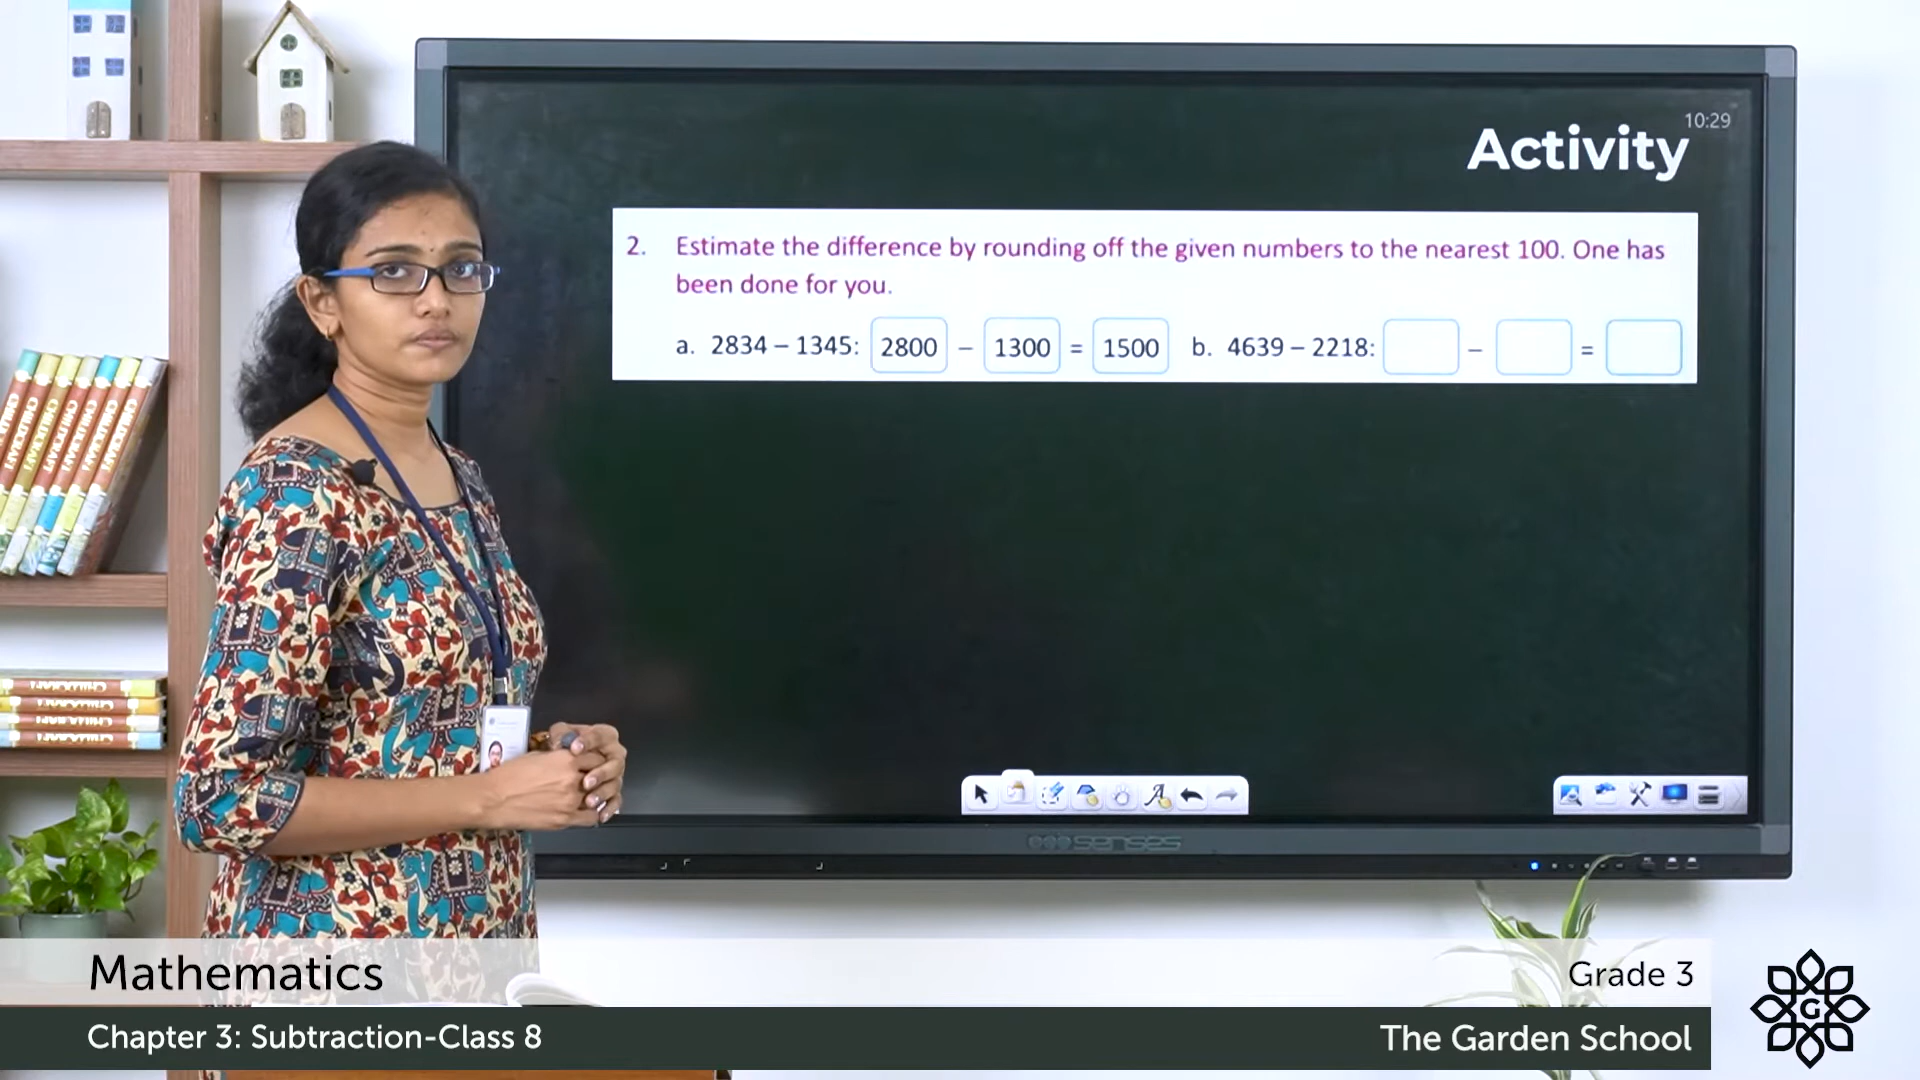 10:29
Activity
2. Estimate the difference by rounding off the given numbers to the nearest 100. One has
been done for you.
a. 2834 – 1345: 2800 – 1300 = 1500 b. 4639 – 2218: – =
senses
Mathematics
Grade 3
Chapter 3: Subtraction-Class 8
The Garden School
G